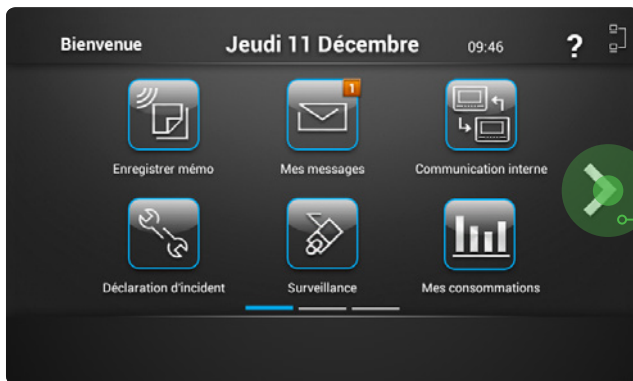 Bienvenue Jeudi 11 Décembre 09:46 ?
1
Enregistrer mémo Mes messages Communication interne
Déclaration d'incident Surveillance Mes consommations